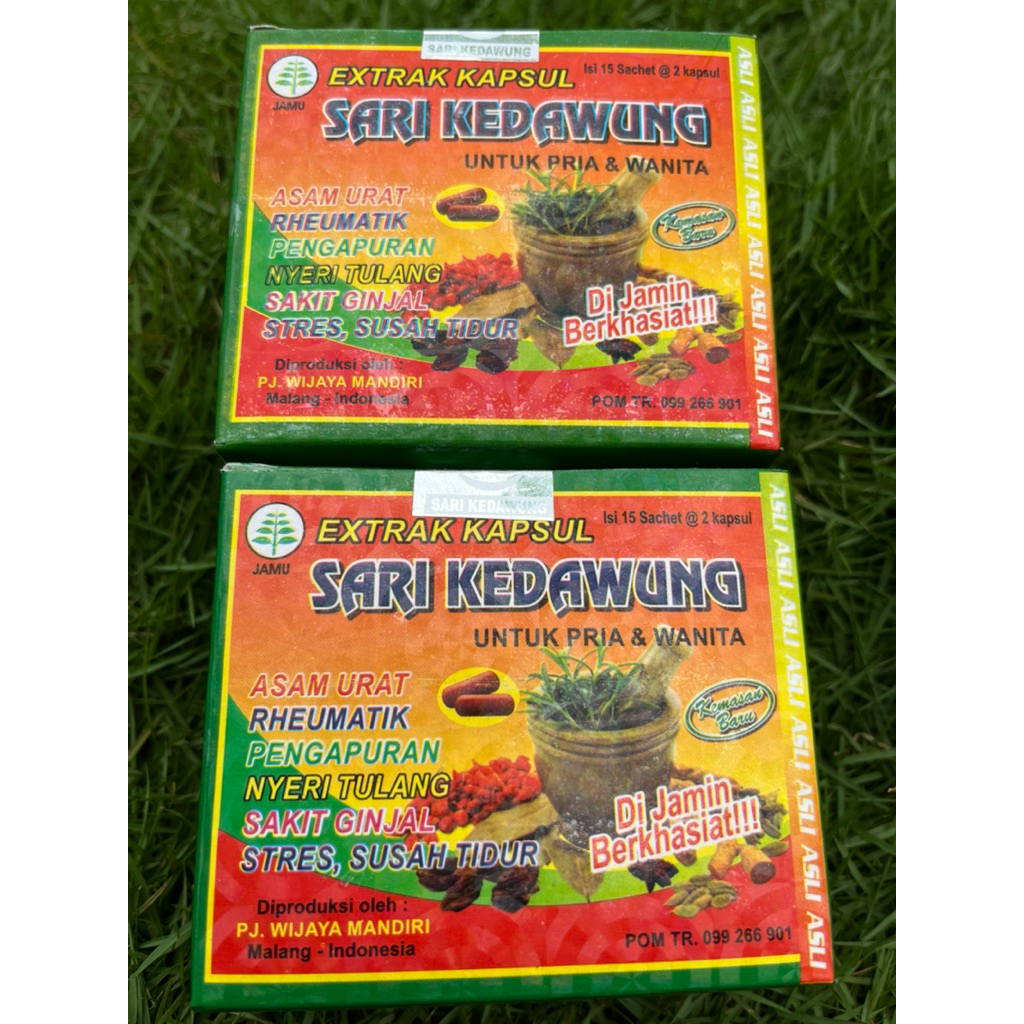 SARI KEDAWUNG
JAMU
EXTRAK KAPSUL
Isi 15 Sachet @ 2 kapsul
SARI KEDAWUNG
UNTUK PRIA & WANITA
ASAM URAT
RHEUMATIK
PENGAPURAN
NYERI TULANG
SAKIT GINJAL
STRES, SUSAH TIDUR
Kemasan
Baru
Di Jamin
Berkhasiat!!!
Diproduksi oleh :
PJ. WIJAYA MANDIRI
Malang - Indonesia
POM TR. 099 266 901
ASLI ASLI ASLI ASLI ASLI ASLI ASLI
SARI KEDAWUNG
JAMU
EXTRAK KAPSUL
Isi 15 Sachet @ 2 kapsul
SARI KEDAWUNG
UNTUK PRIA & WANITA
ASAM URAT
RHEUMATIK
PENGAPURAN
NYERI TULANG
SAKIT GINJAL
STRES, SUSAH TIDUR
Kemasan
Baru
Di Jamin
Berkhasiat!!!
Diproduksi oleh :
PJ. WIJAYA MANDIRI
Malang - Indonesia
POM TR. 099 266 901
ASLI ASLI ASLI ASLI ASLI ASLI ASLI ASLI